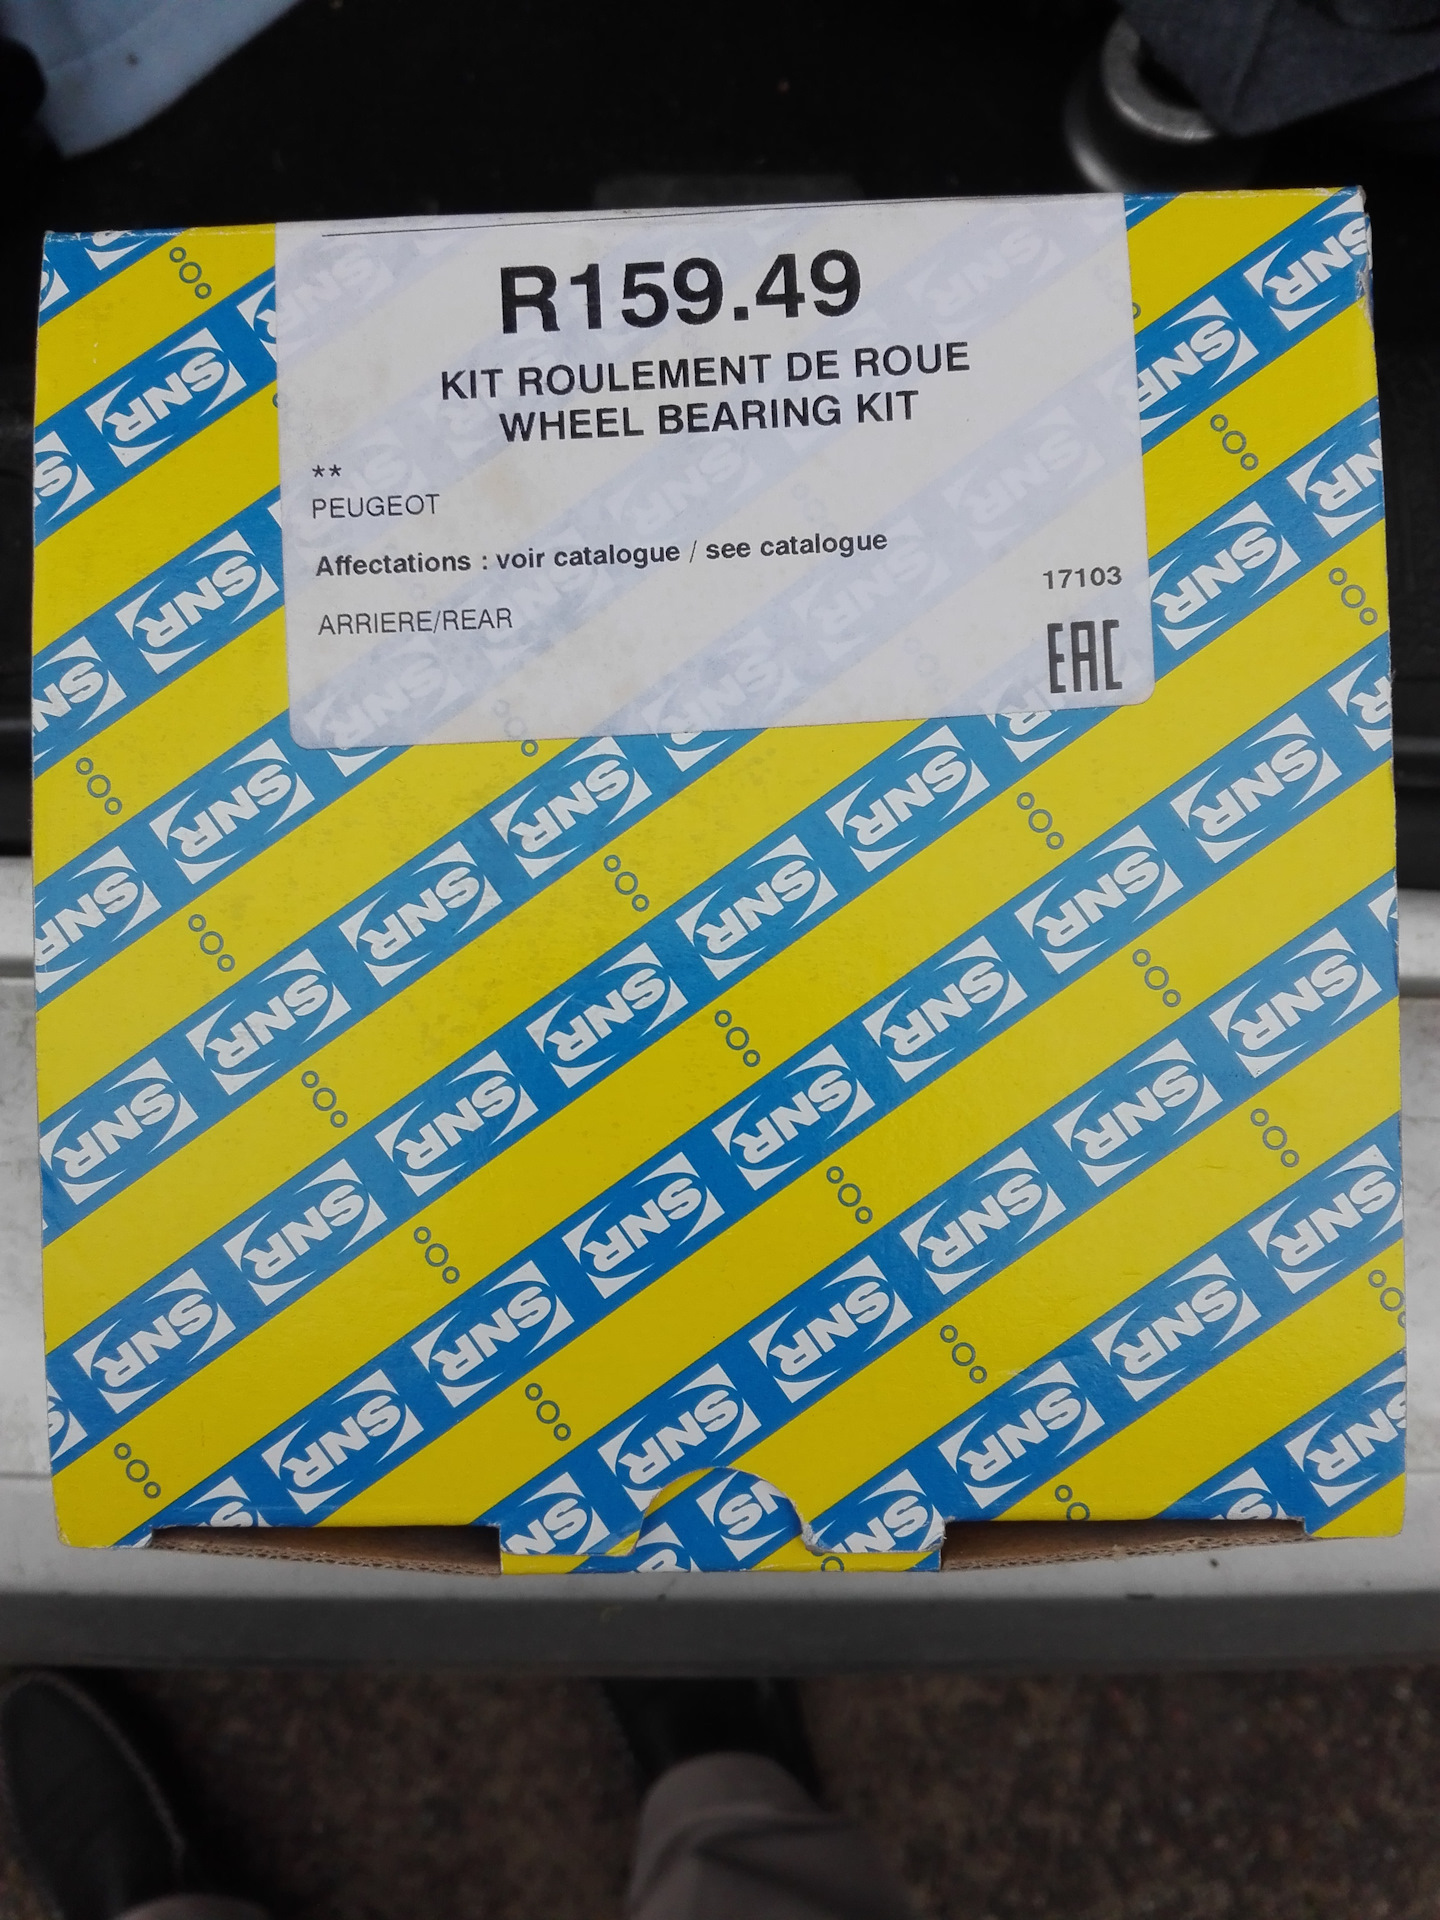 R159.49
KIT ROULEMENT DE ROUE
WHEEL BEARING KIT
**
PEUGEOT
Affectations : voir catalogue / see catalogue
17103
ARRIERE/REAR
EAC
SNR